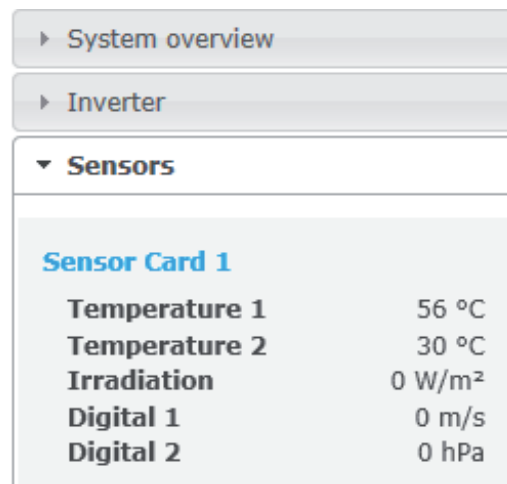 System overview
Inverter
Sensors
Sensor Card 1
Temperature 1 56 °C
Temperature 2 30 °C
Irradiation 0 W/m²
Digital 1 0 m/s
Digital 2 0 hPa